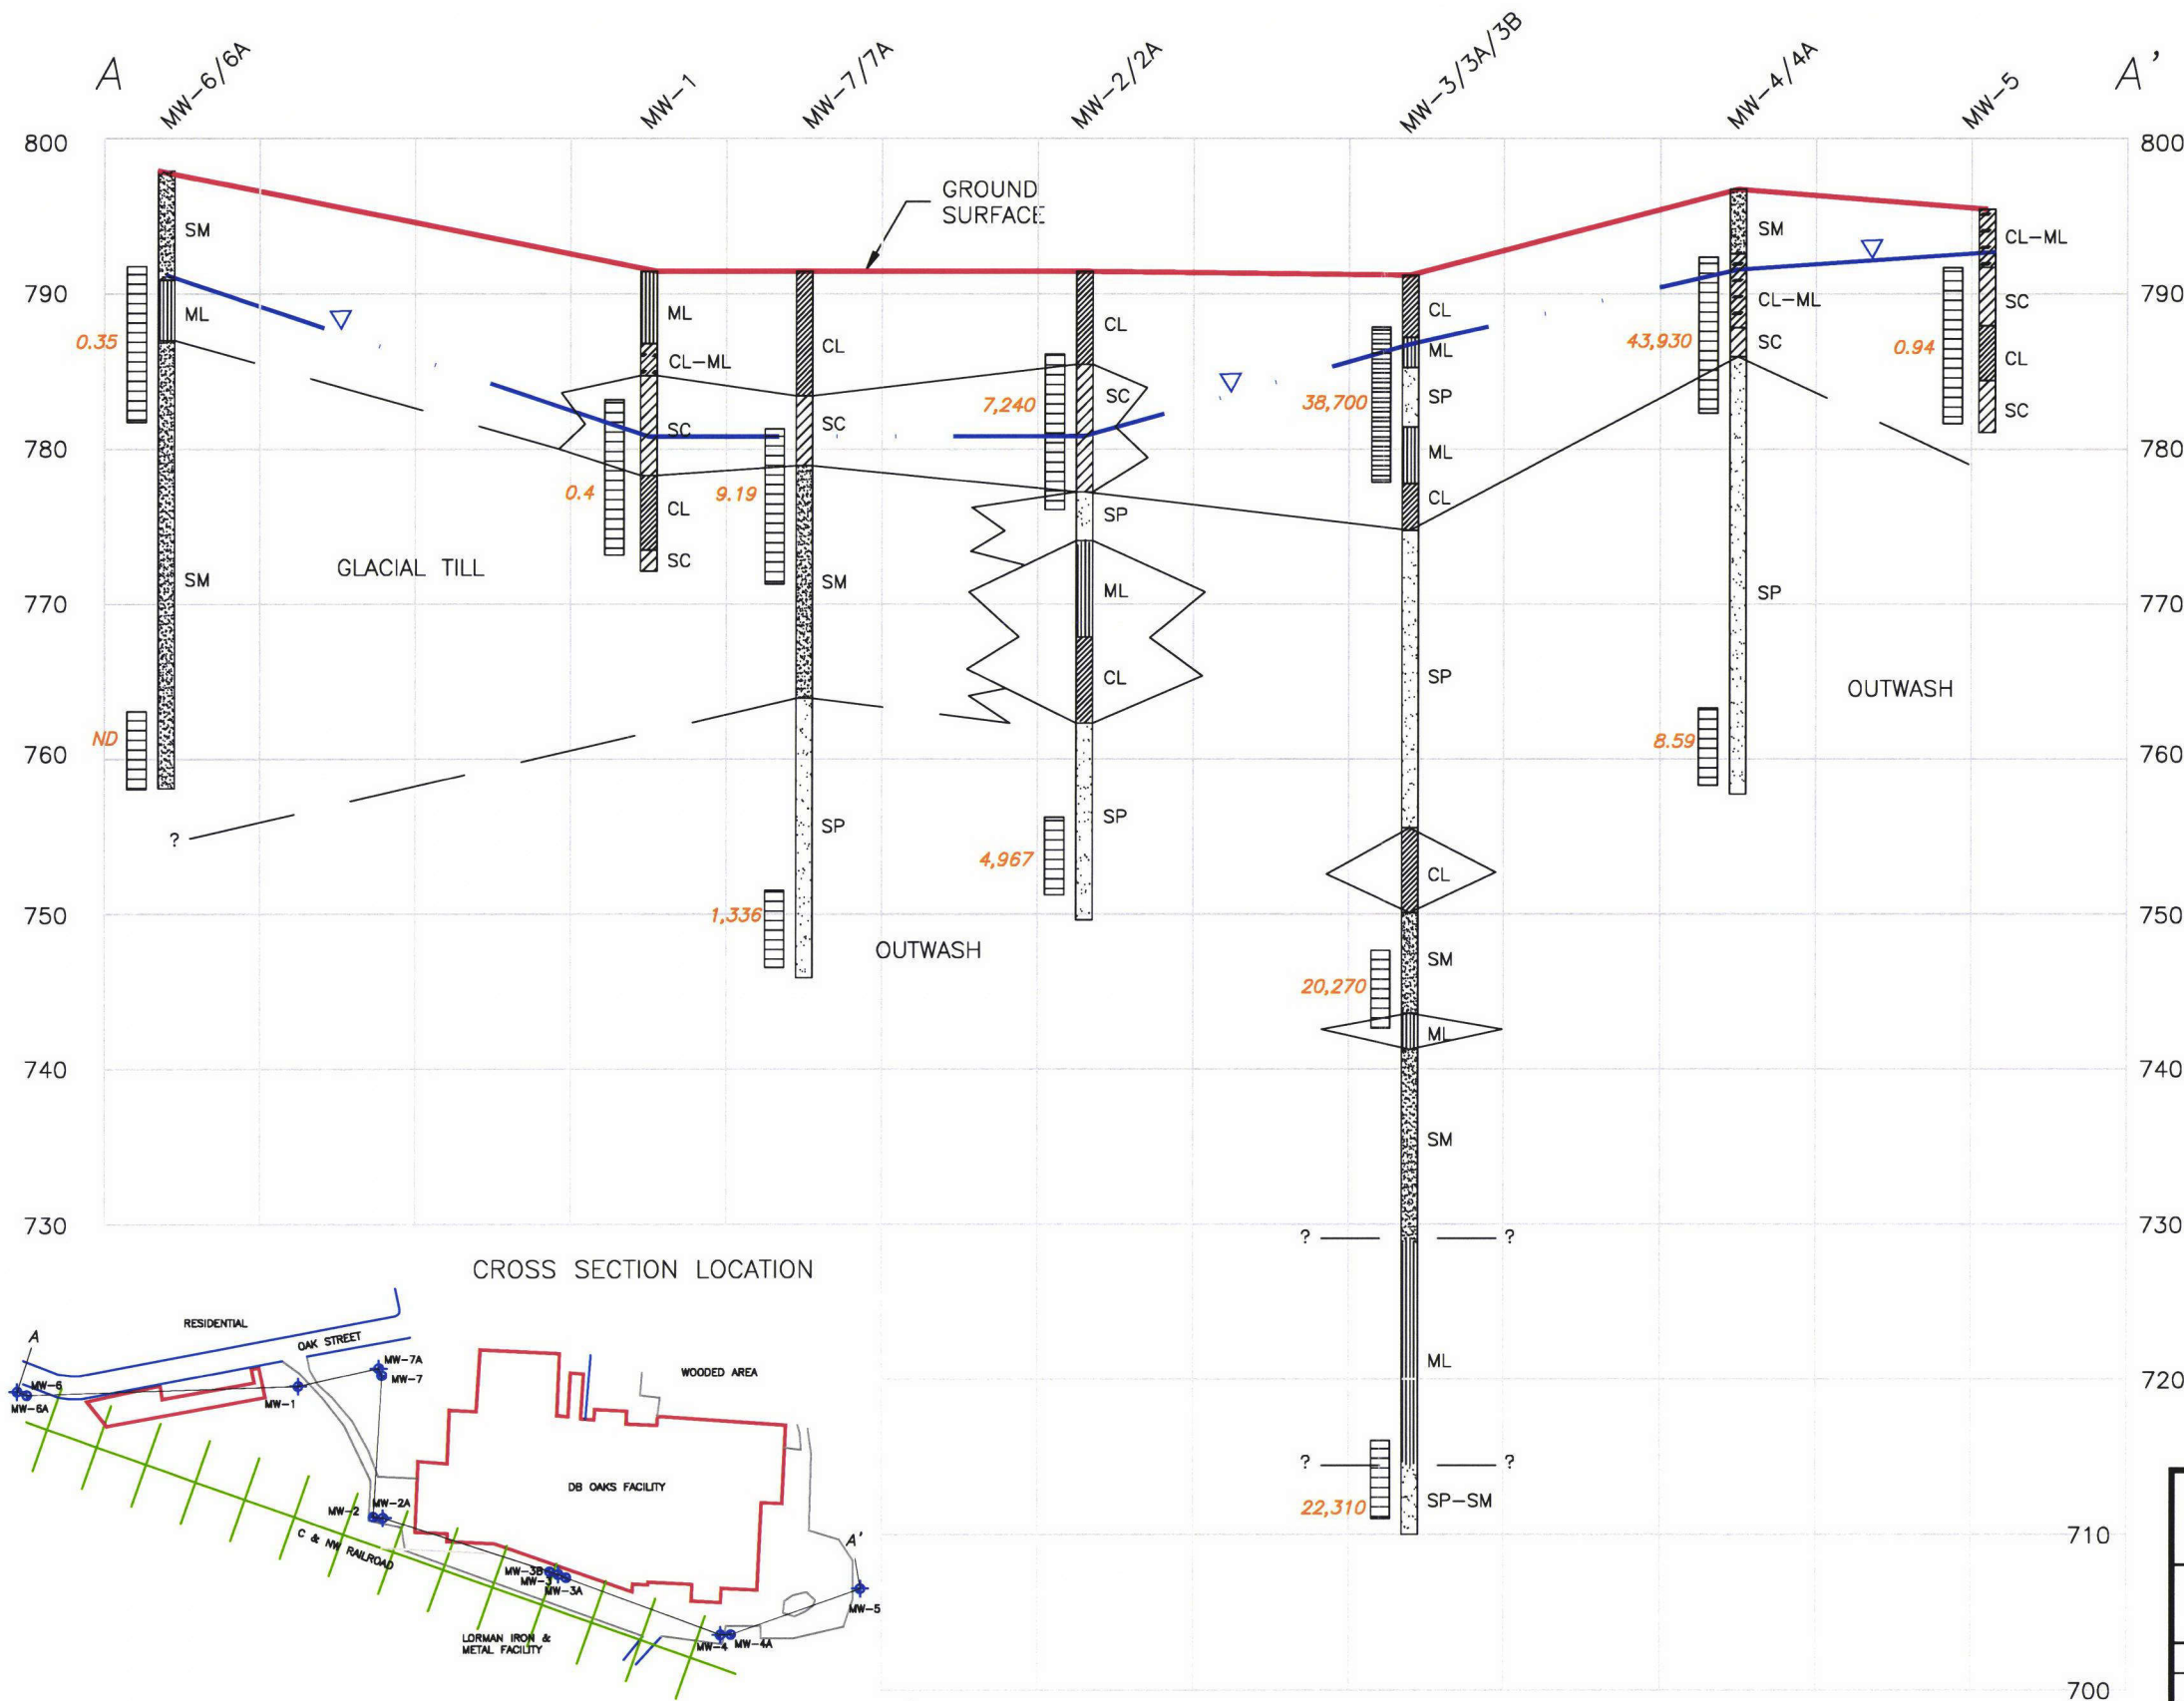 A
MW-6/6A
MW-1
MW-7/7A
MW-2/2A
MW-3/3A/3B
MW-4/4A
MW-5
A'
800
800
GROUND
SURFACE
SM
SM
CL-ML
790
ML
ML
CL
CL
CL
CL-ML
SC
790
0.35
CL-ML
ML
43,930
SC
0.94
CL
7,240
SC
38,700
SP
SC
SC
SC
780
ML
780
0.4
9.19
CL
CL
SP
SC
GLACIAL TILL
SM
SM
770
ML
SP
770
CL
SP
OUTWASH
ND
8.59
760
760
?
SP
SP
4,967
CL
750
1,336
750
OUTWASH
SM
20,270
ML
740
740
SM
730
730
? ?
CROSS SECTION LOCATION
ML
720
720
? ?
22,310
SP-SM
710
700
A
RESIDENTIAL
OAK STREET
MW-7A
MW-7
WOODED AREA
MW-6
MW-6A
MW-1
DB OAKS FACILITY
MW-2A
MW-2
C & NW RAILROAD
A'
MW-3B
MW-3
MW-3A
MW-5
LORMAN IRON &
METAL FACILITY
MW-4
MW-4A